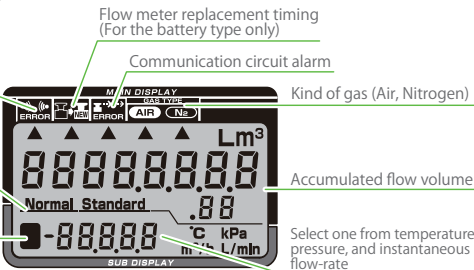 Flow meter replacement timing
(For the battery type only)
Communication circuit alarm
MAIN DISPLAY
GAS TYPE
ERROR
NEW
ERROR
AIR
N2
Kind of gas (Air, Nitrogen)
Lm³
88888888
Accumulated flow volume
Normal Standard
.88
-88888
°C kPa
m³/h L/min
SUB DISPLAY
Select one from temperature
pressure, and instantaneous
flow-rate